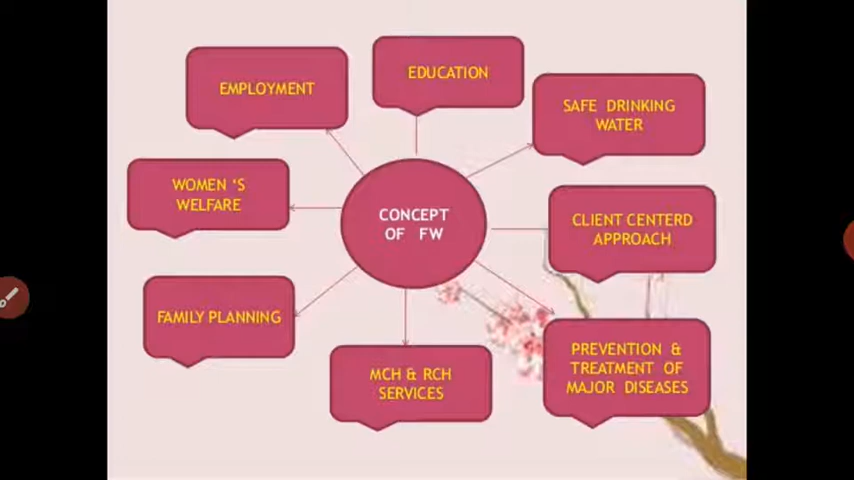 EMPLOYMENT
EDUCATION
SAFE DRINKING
WATER
WOMEN 'S
WELFARE
CONCEPT
OF FW
CLIENT CENTERD
APPROACH
FAMILY PLANNING
MCH & RCH
SERVICES
PREVENTION &
TREATMENT OF
MAJOR DISEASES